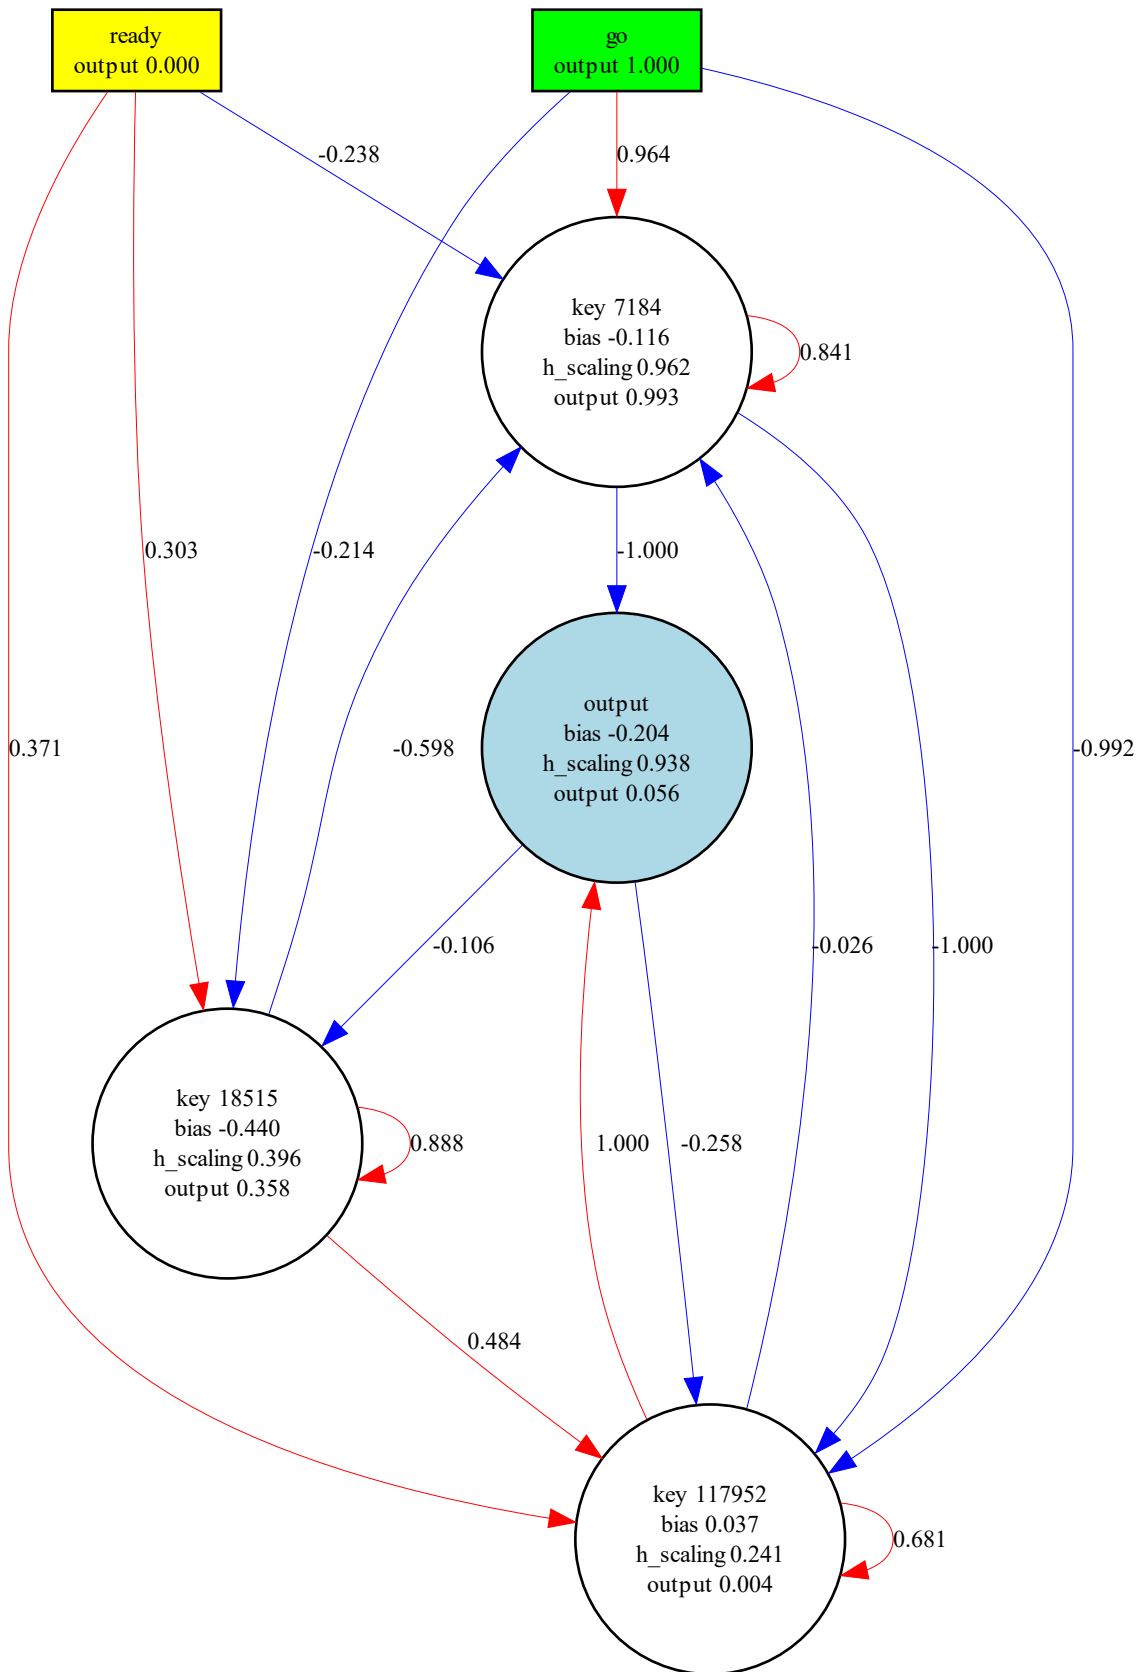 ready
output 0.000
go
output 1.000
-0.238
0.964
key 7184
bias -0.116
h_scaling 0.962
output 0.993
0.841
0.303
-0.214
-1.000
output
bias -0.204
h_scaling 0.938
output 0.056
0.371
-0.598
-0.992
-0.106
-0.026
-1.000
key 18515
bias -0.440
h_scaling 0.396
output 0.358
0.888
1.000
-0.258
0.484
key 117952
bias 0.037
h_scaling 0.241
output 0.004
0.681